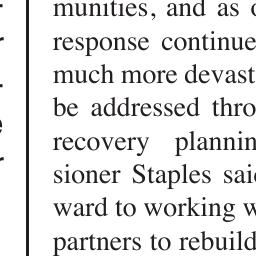 munities, and as
response continue
much more devast
be addressed thro
recovery plannin
sioner Staples sai
ward to working w
partners to rebuild